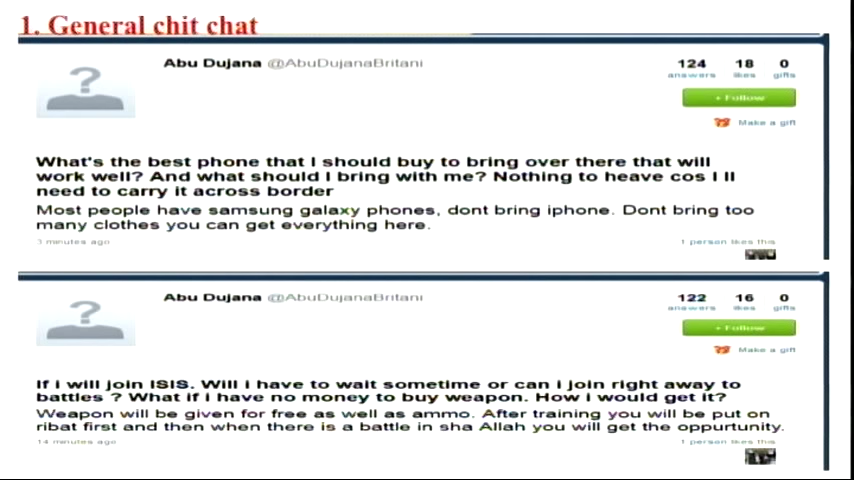 1. General chit chat
Abu Dujana @AbuDujanaBritani
124 18 0
answers likes gifts
+ Follow
Make a gift
What's the best phone that I should buy to bring over there that will
work well? And what should I bring with me? Nothing to heave cos I ll
need to carry it across border
Most people have samsung galaxy phones, dont bring iphone. Dont bring too
many clothes you can get everything here.
3 minutes ago 1 person likes this
Abu Dujana @AbuDujanaBritani
122 16 0
answers likes gifts
+ Follow
Make a gift
If i will join ISIS. Will i have to wait sometime or can i join right away to
battles ? What if i have no money to buy weapon. How i would get it?
Weapon will be given for free as well as ammo. After training you will be put on
ribat first and then when there is a battle in sha Allah you will get the oppurtunity.
14 minutes ago 1 person likes this